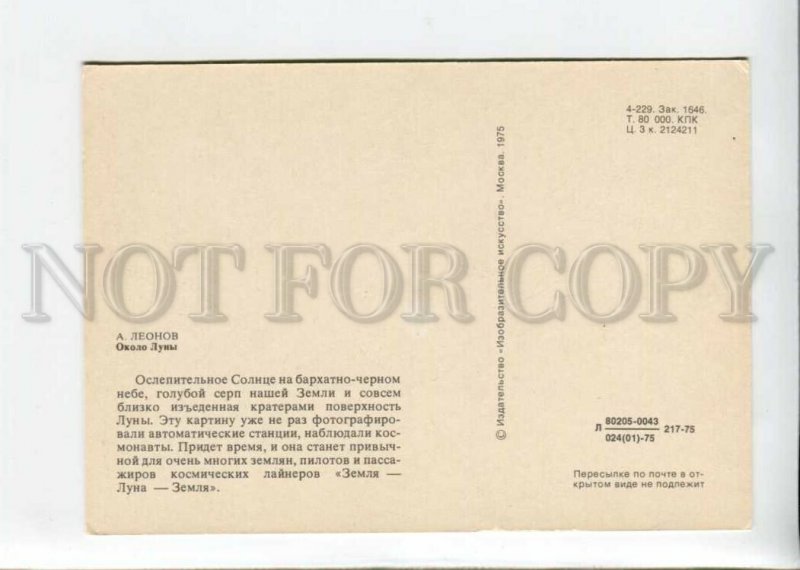 4-229. Зак. 1646.
Т. 80 000. КПК
Ц. 3 к. 2124211
© Издательство «Изобразительное искусство». Москва. 1975
NOT FOR COPY
А. ЛЕОНОВ
Около Луны
Ослепительное Солнце на бархатно-черном
небе, голубой серп нашей Земли и совсем
близко изъеденная кратерами поверхность
Луны. Эту картину уже не раз фотографиро-
вали автоматические станции, наблюдали кос-
монавты. Придет время, и она станет привыч-
ной для очень многих землян, пилотов и пасса-
жиров космических лайнеров «Земля —
Луна — Земля».
Л 80205-0043 217-75
024(01)-75
Пересылке по почте в от-
крытом виде не подлежит